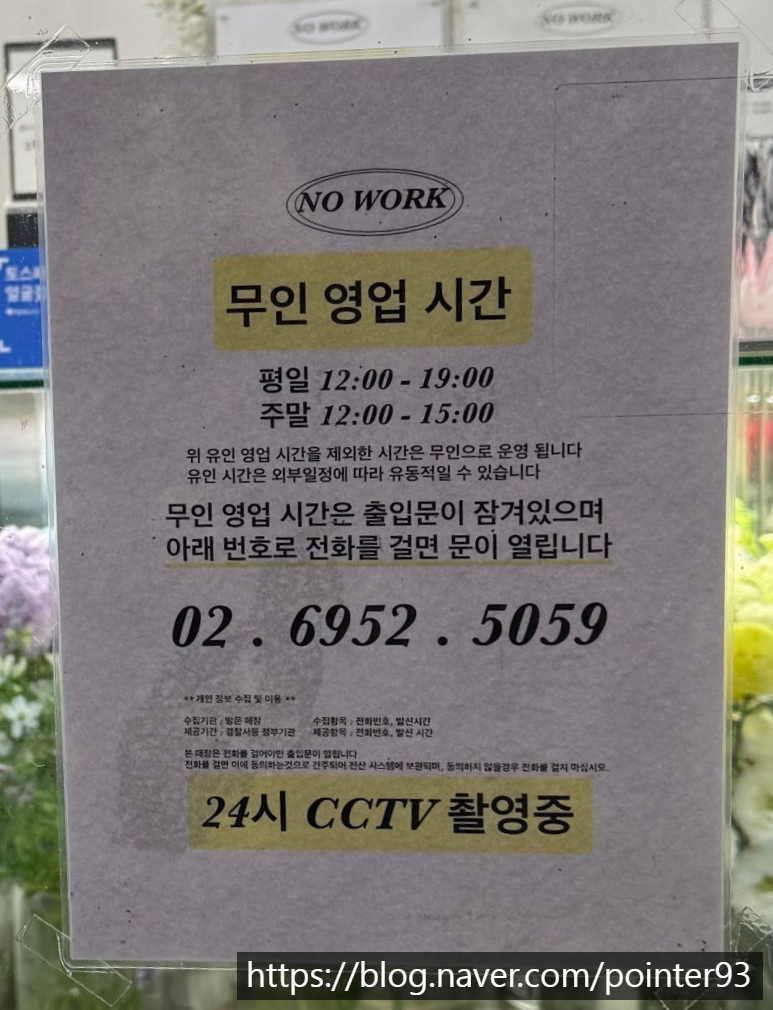 NO WORK
NO WORK
NO WORK
무인 영업 시간
평일 12:00 - 19:00
주말 12:00 - 15:00
위 유인 영업 시간을 제외한 시간은 무인으로 운영 됩니다
유인 시간은 외부일정에 따라 유동적일 수 있습니다
무인 영업 시간은 출입문이 잠겨있으며
아래 번호로 전화를 걸면 문이 열립니다
02 . 6952 . 5059
** 개인 정보 수집 및 이용 **
수집기관 : 방문 매장 수집항목 : 전화번호, 발신시간
제공기간 : 경찰서등 정부기관 제공항목 : 전화번호, 발신 시간
본 매장은 전화를 걸어야만 출입문이 열립니다
전화를 걸면 이에 동의하는것으로 간주되어 전산 시스템에 보관되며, 동의하지 않을경우 전화를 걸지 마십시오.
24시 CCTV 촬영중
https://blog.naver.com/pointer93